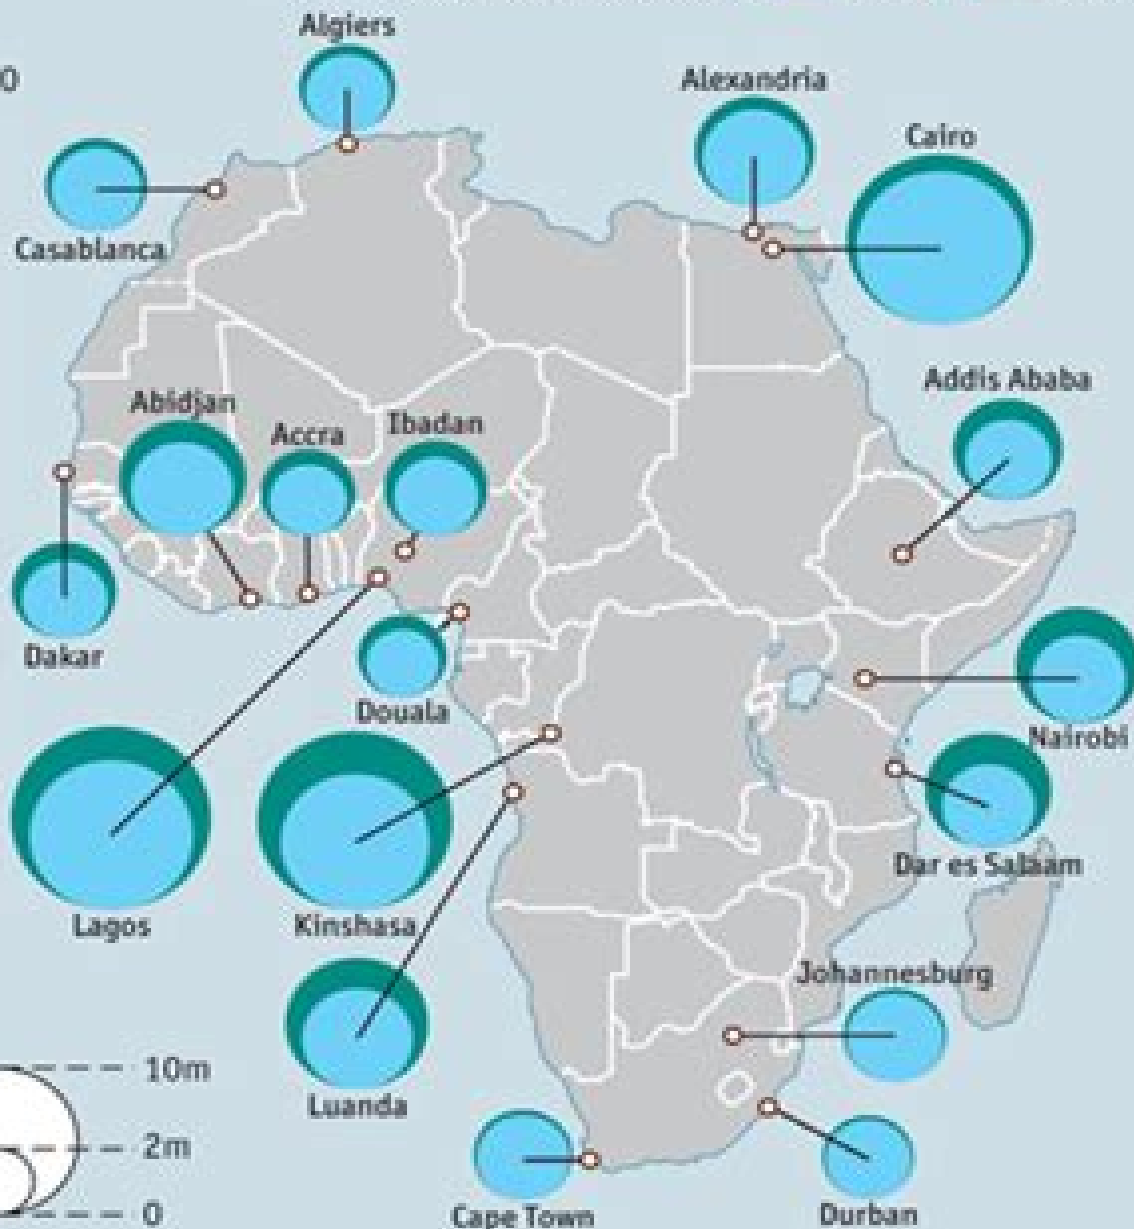 Algiers
0
Alexandria
Cairo
Casablanca
Addis Ababa
Abidjan
Accra
Ibadan
Dakar
Douala
Nairobi
Dar es Salaam
Lagos
Kinshasa
Johannesburg
10m
Luanda
2m
0
Cape Town
Durban